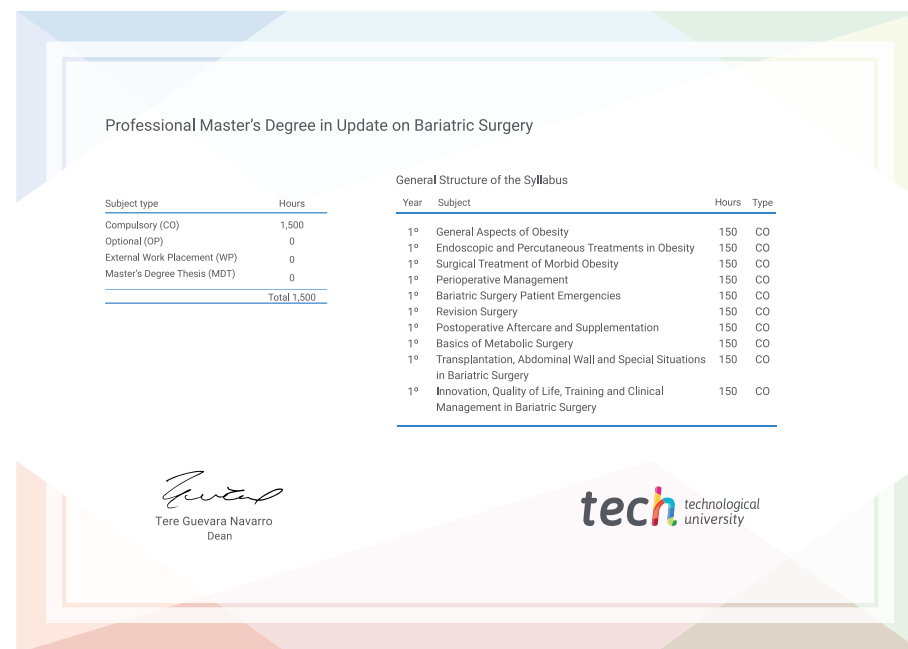 Professional Master's Degree in Update on Bariatric Surgery
Subject type Hours
Compulsory (CO) 1,500
Optional (OP) 0
External Work Placement (WP) 0
Master's Degree Thesis (MDT) 0
Total 1,500
General Structure of the Syllabus
Year Subject Hours Type
1º General Aspects of Obesity 150 CO
1º Endoscopic and Percutaneous Treatments in Obesity 150 CO
1º Surgical Treatment of Morbid Obesity 150 CO
1º Perioperative Management 150 CO
1º Bariatric Surgery Patient Emergencies 150 CO
1º Revision Surgery 150 CO
1º Postoperative Aftercare and Supplementation 150 CO
1º Basics of Metabolic Surgery 150 CO
1º Transplantation, Abdominal Wall and Special Situations 150 CO
in Bariatric Surgery
1º Innovation, Quality of Life, Training and Clinical 150 CO
Management in Bariatric Surgery
Tere Guevara Navarro
Dean
tech technological
university